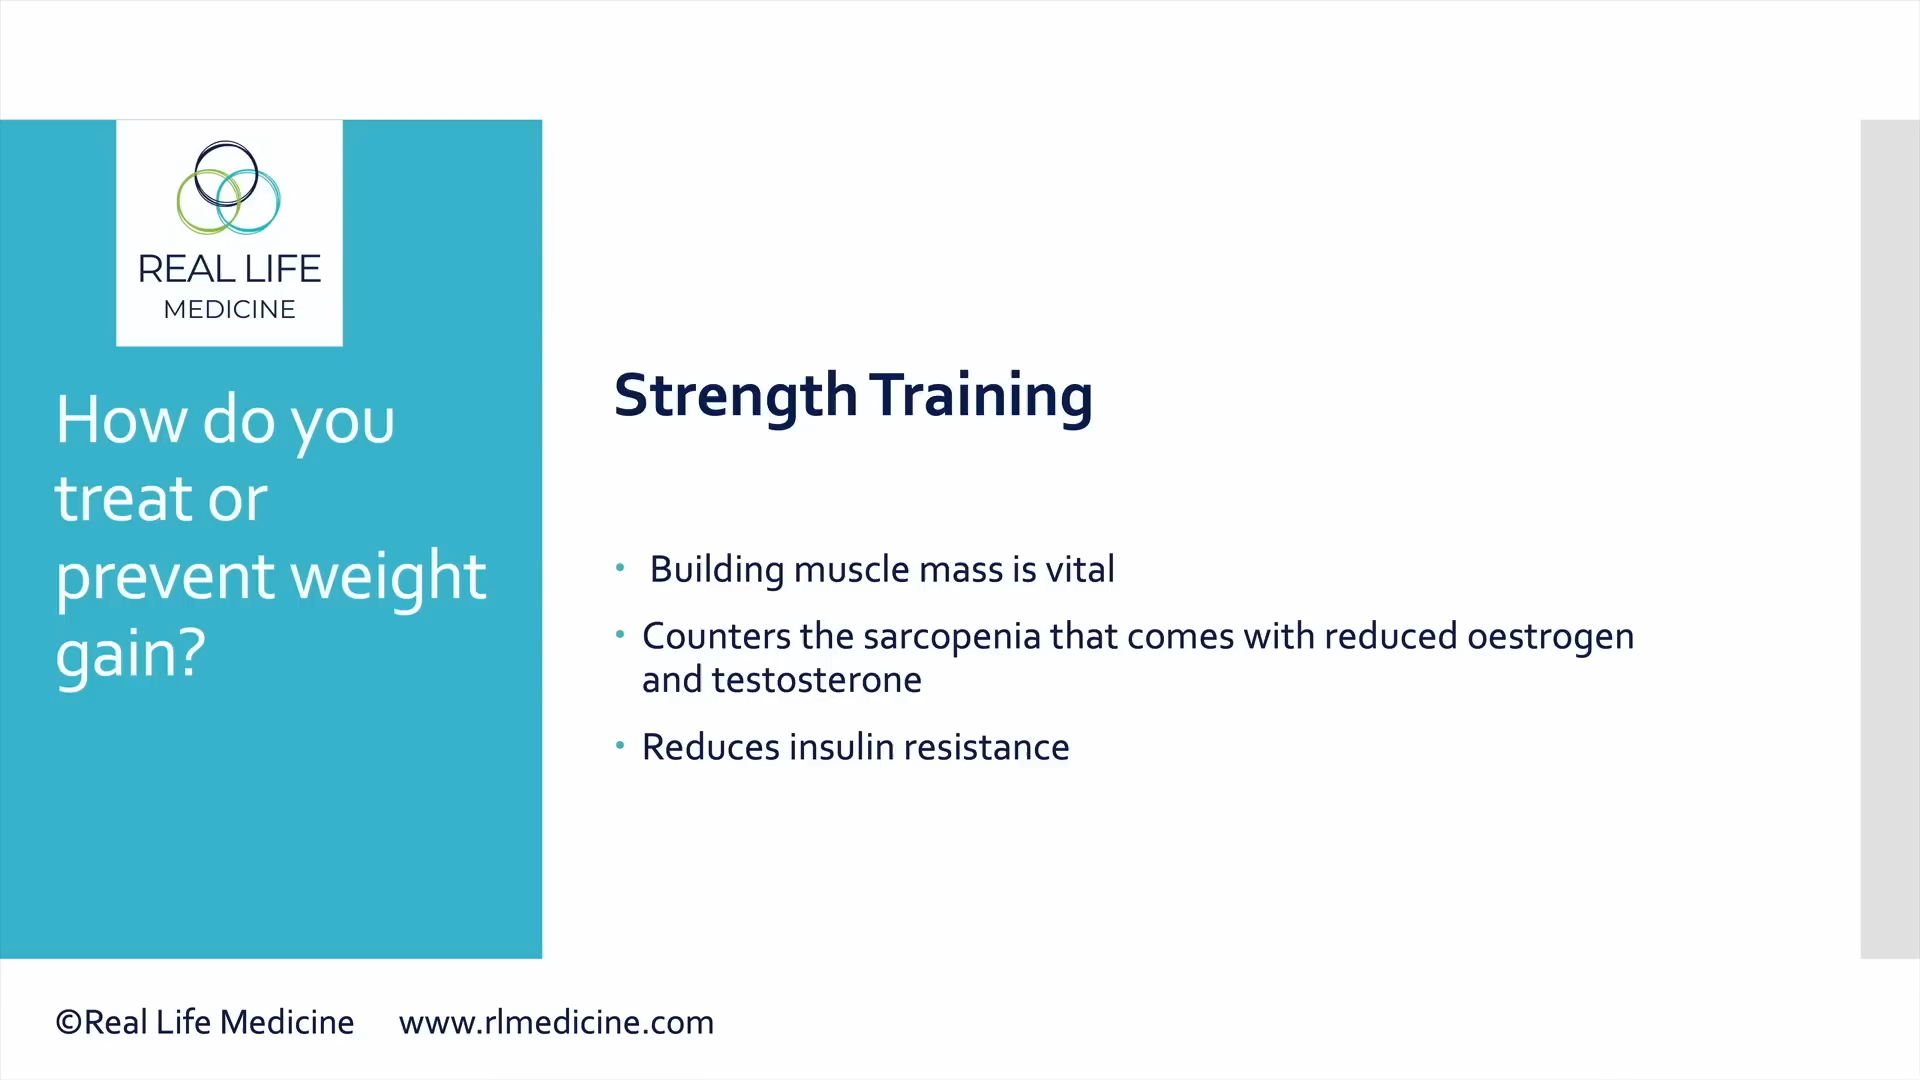 REAL LIFE
MEDICINE
How do you
treat or
prevent weight
gain?
Strength Training
• Building muscle mass is vital
• Counters the sarcopenia that comes with reduced oestrogen
and testosterone
• Reduces insulin resistance
©Real Life Medicine www.rlmedicine.com